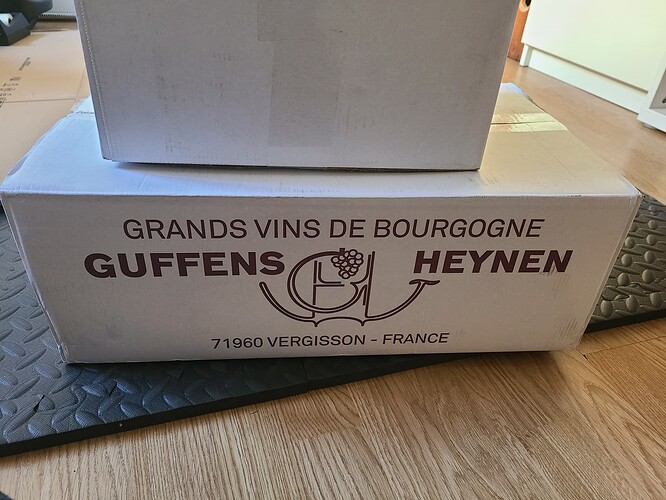 GRANDS VINS DE BOURGOGNE
GUFFENS HEYNEN
71960 VERGISSON - FRANCE